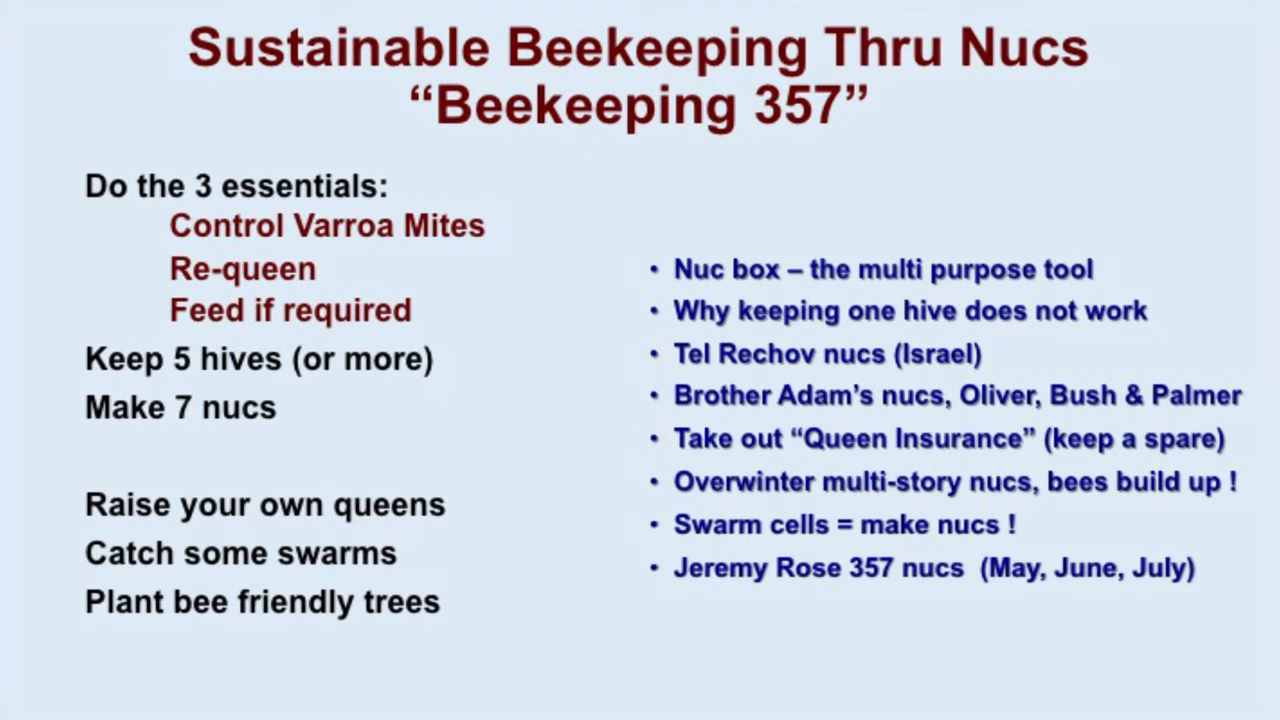 Sustainable Beekeeping Thru Nucs
“Beekeeping 357”
Do the 3 essentials:
Control Varroa Mites
Re-queen
Feed if required
Keep 5 hives (or more)
Make 7 nucs
Raise your own queens
Catch some swarms
Plant bee friendly trees
• Nuc box – the multi purpose tool
• Why keeping one hive does not work
• Tel Rechov nucs (Israel)
• Brother Adam’s nucs, Oliver, Bush & Palmer
• Take out “Queen Insurance” (keep a spare)
• Overwinter multi-story nucs, bees build up !
• Swarm cells = make nucs !
• Jeremy Rose 357 nucs (May, June, July)